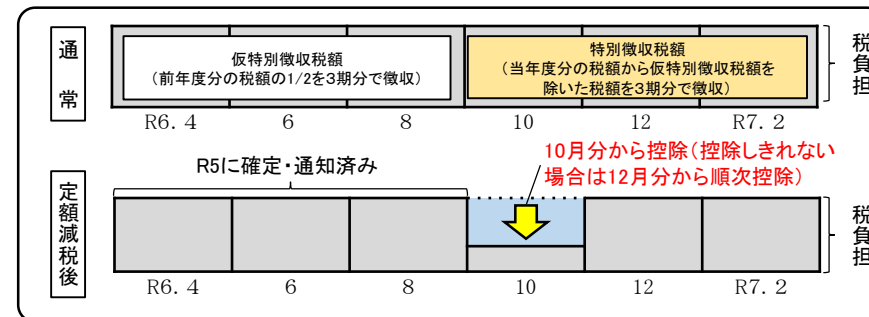 通常
仮特別徴収税額
(前年度分の税額の1/2を3期分で徴収)
特別徴収税額
(当年度分の税額から仮特別徴収税額を
除いた税額を3期分で徴収)
税負担
R6.4 6 8 10 12 R7.2
R5に確定・通知済み
10月分から控除(控除しきれない
場合は12月分から順次控除)
定額減税後
税負担
R6.4 6 8 10 12 R7.2